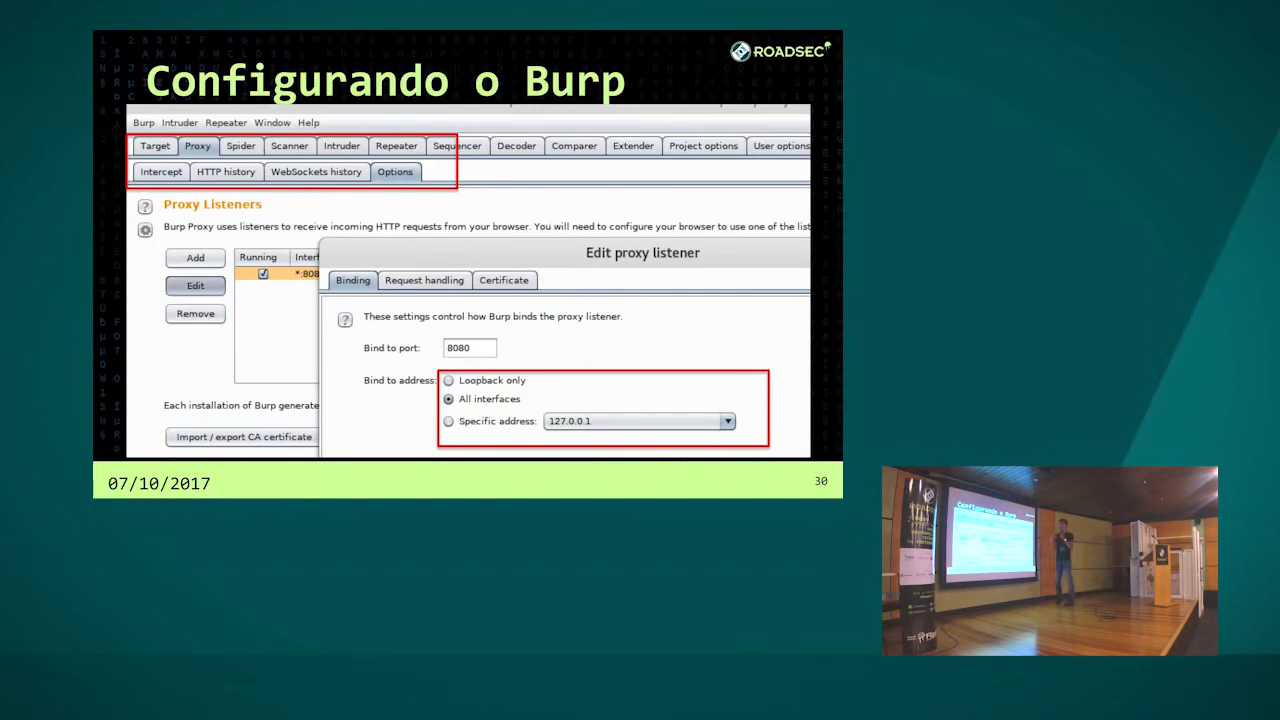 ROADSEC
Configurando o Burp
Burp Intruder Repeater Window Help
Target Proxy Spider Scanner Intruder Repeater Sequencer Decoder Comparer Extender Project options User options
Intercept HTTP history WebSockets history Options
Proxy Listeners
Burp Proxy uses listeners to receive incoming HTTP requests from your browser. You will need to configure your browser to use one of the list
Add
Running Interf
*:808
Edit
Remove
Edit proxy listener
Binding Request handling Certificate
These settings control how Burp binds the proxy listener.
Bind to port: 8080
Bind to address: Loopback only
All interfaces
Specific address: 127.0.0.1
Each installation of Burp generate
Import / export CA certificate
07/10/2017
30
Configurando o Burp